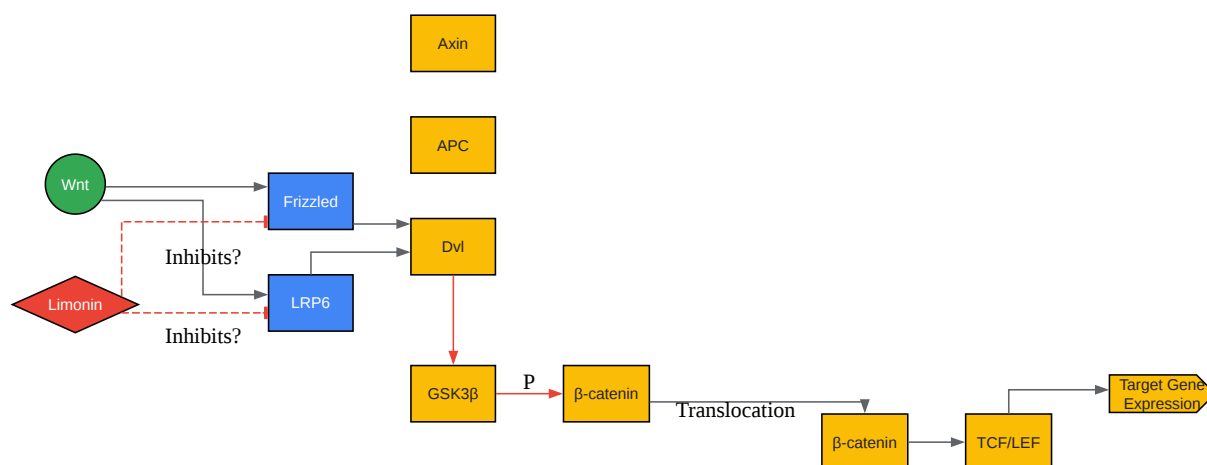 Axin
APC
Wnt
Frizzled
Inhibits?
Dvl
Limonin
LRP6
Inhibits?
GSK3β
P
β-catenin
Translocation
β-catenin
TCF/LEF
Target Gene
Expression